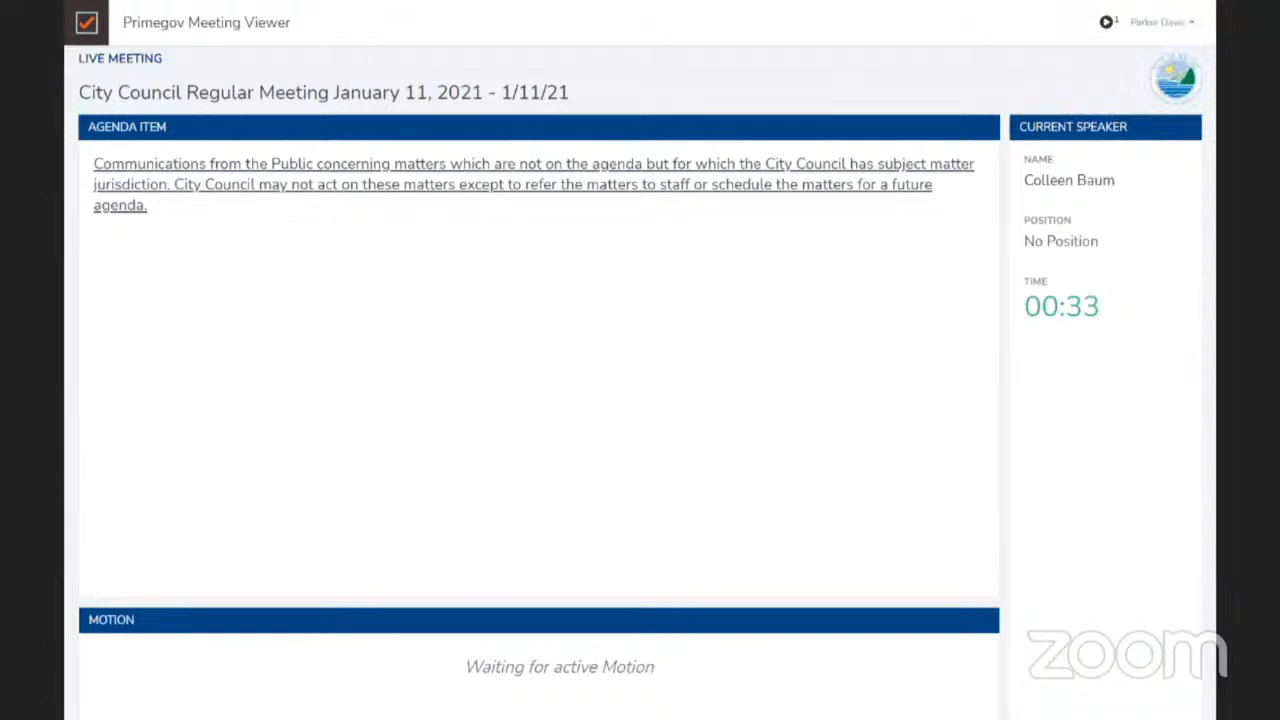 Primegov Meeting Viewer
1
Parker Davis
LIVE MEETING
City Council Regular Meeting January 11, 2021 - 1/11/21
AGENDA ITEM
Communications from the Public concerning matters which are not on the agenda but for which the City Council has subject matter
jurisdiction. City Council may not act on these matters except to refer the matters to staff or schedule the matters for a future
agenda.
CURRENT SPEAKER
NAME
Colleen Baum
POSITION
No Position
TIME
00:33
MOTION
Waiting for active Motion
zoom